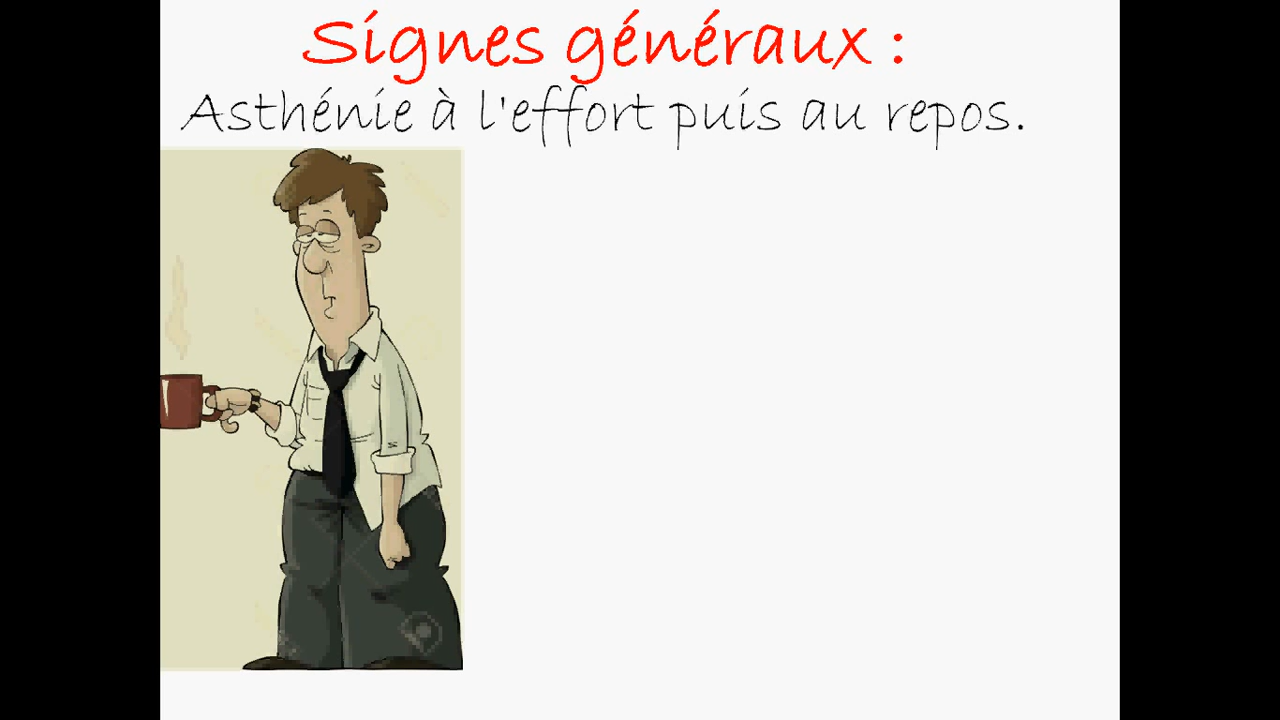 Signes généraux :
Asthénie à l'effort puis au repos.